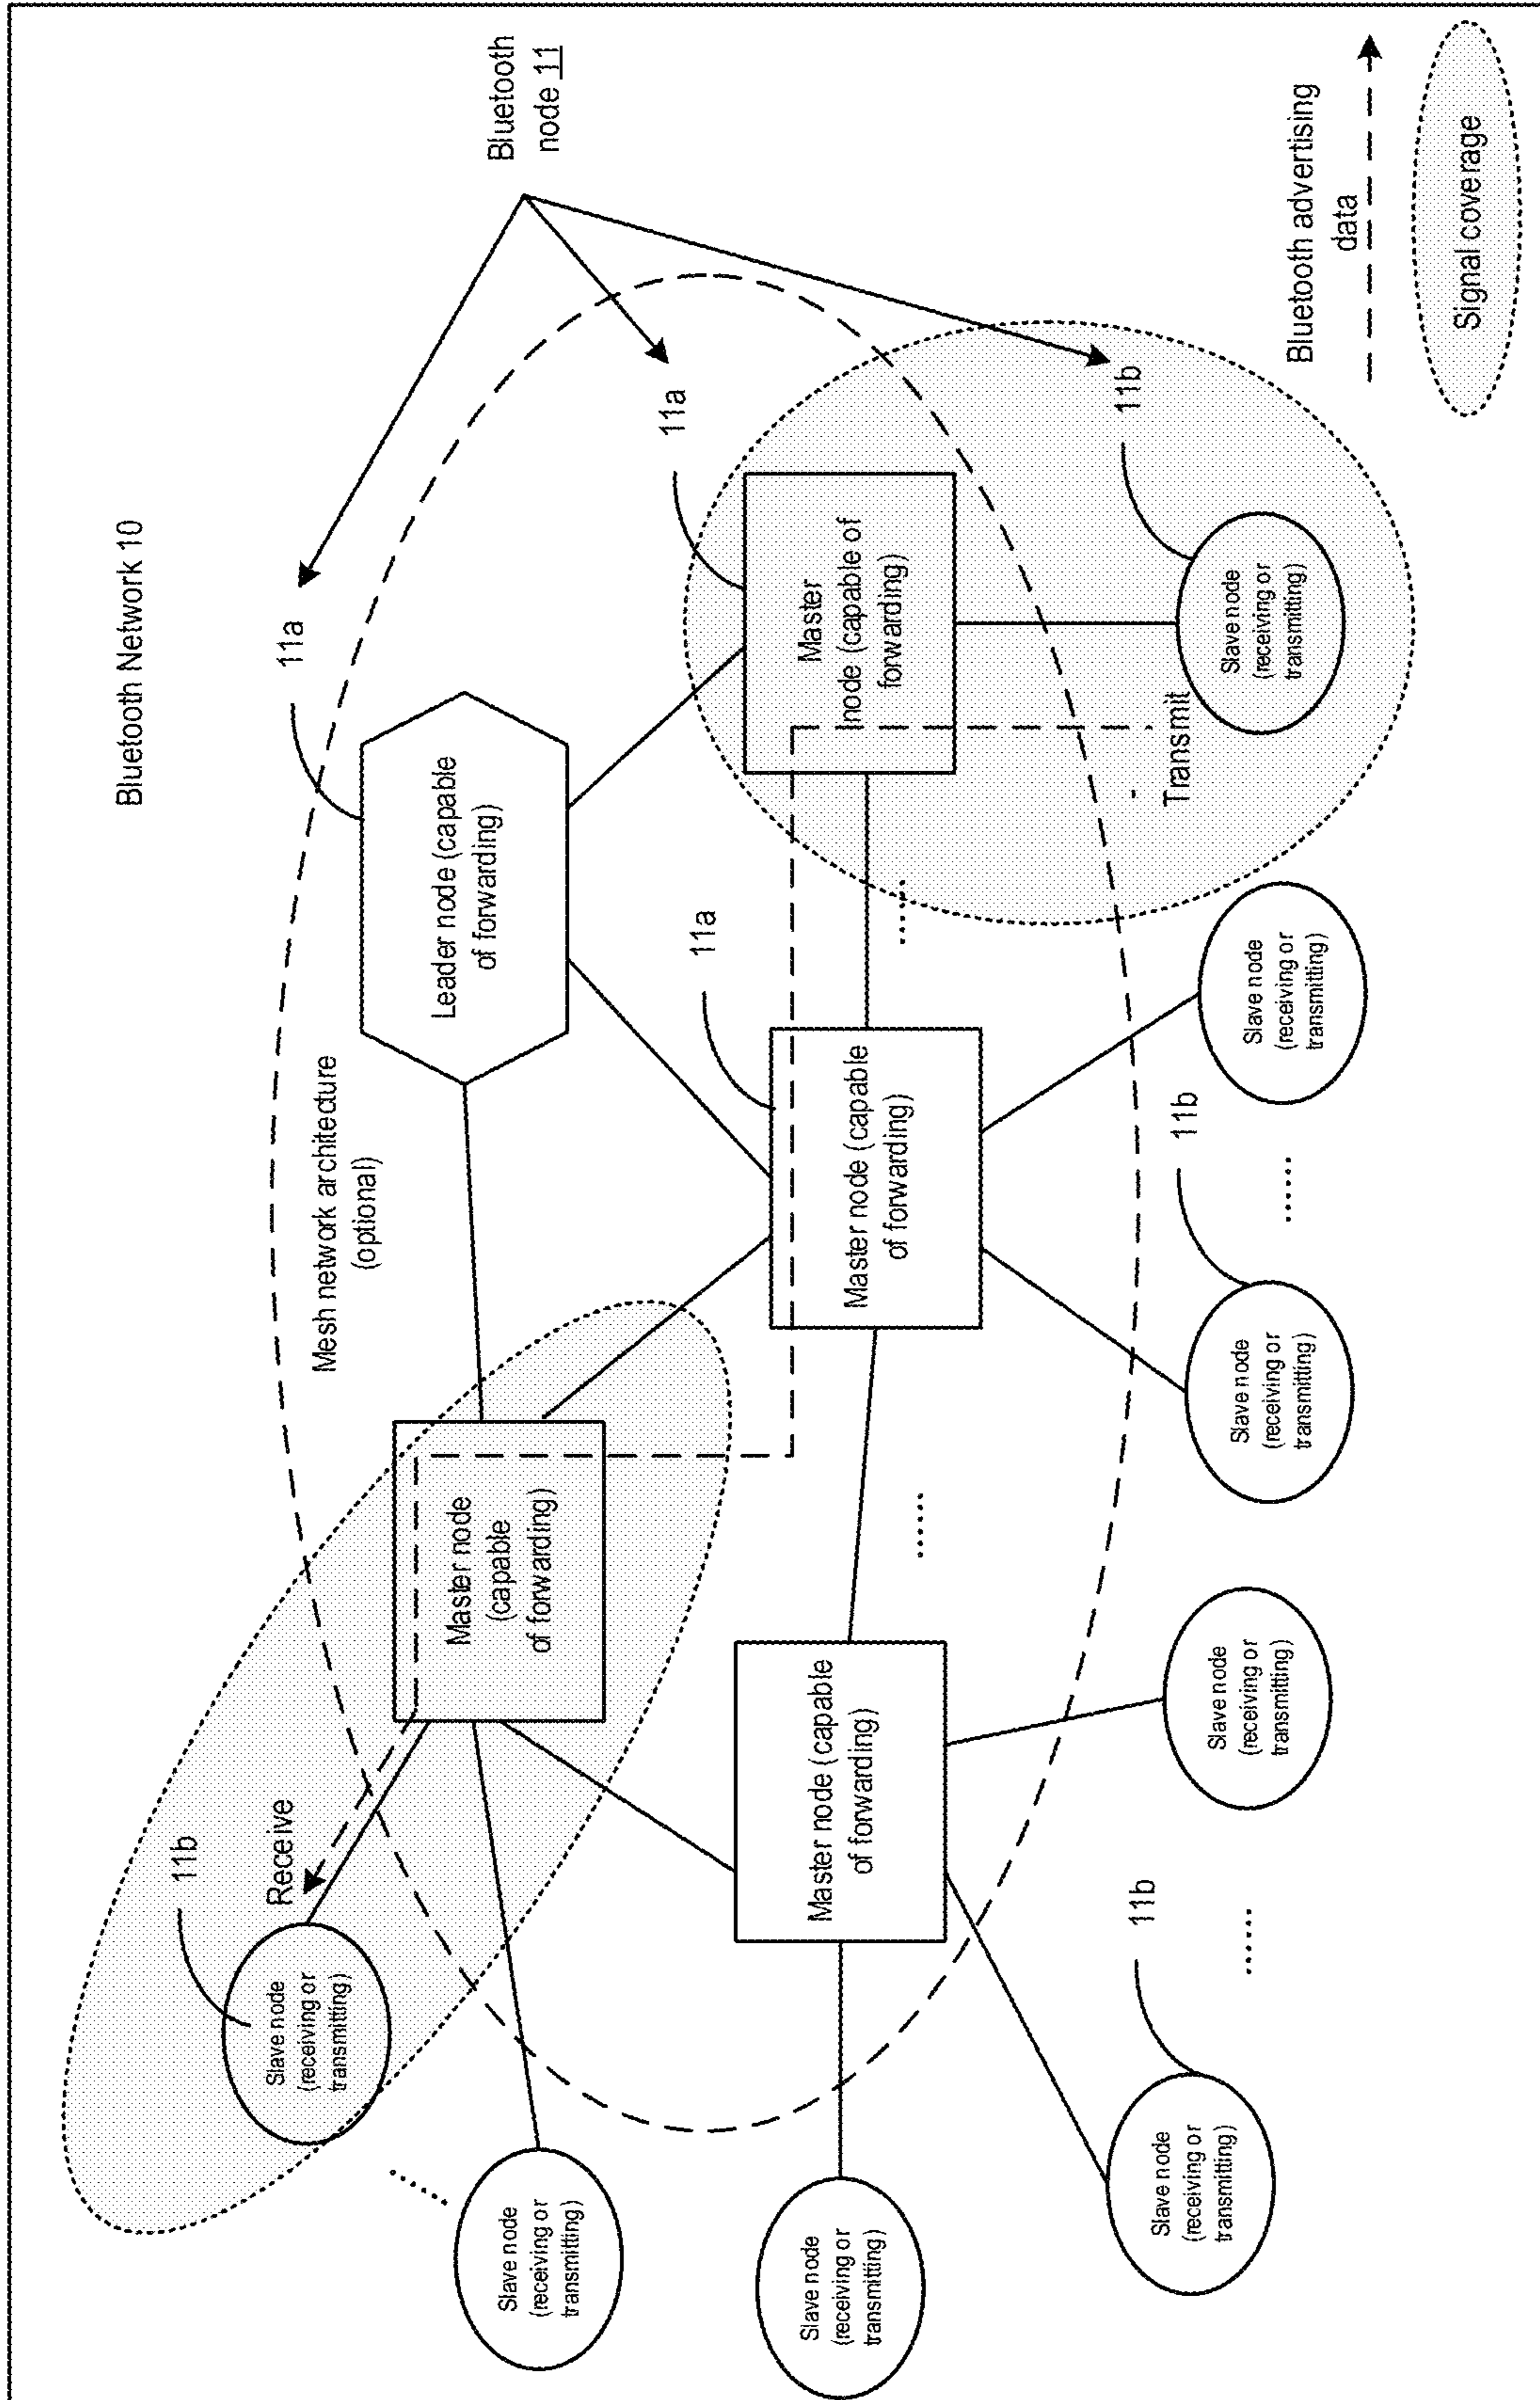 Bluetooth Network 10
Bluetooth
node 11
11a
11a
11a
11b
Mesh network architecture
(optional)
Leader node (capable
of forwarding)
Master
node (capable of
forwarding)
Master node (capable
of forwarding)
Master node
(capable
of forwarding)
Master node (capable
of forwarding)
11b
Receive
Transmit
Slave node
(receiving or
transmitting)
Slave node
(receiving or
transmitting)
Slave node
(receiving or
transmitting)
Slave node
(receiving or
transmitting)
11b
......
Slave node
(receiving or
transmitting)
Slave node
(receiving or
transmitting)
11b
......
Slave node
(receiving or
transmitting)
Slave node
(receiving or
transmitting)
......
......
......
Bluetooth advertising
data
Signal coverage